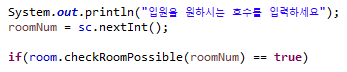 System.out.println("입원을 원하시는 호수를 입력하세요");
roomNum = sc.nextInt();
if(room.checkRoomPossible(roomNum) == true)